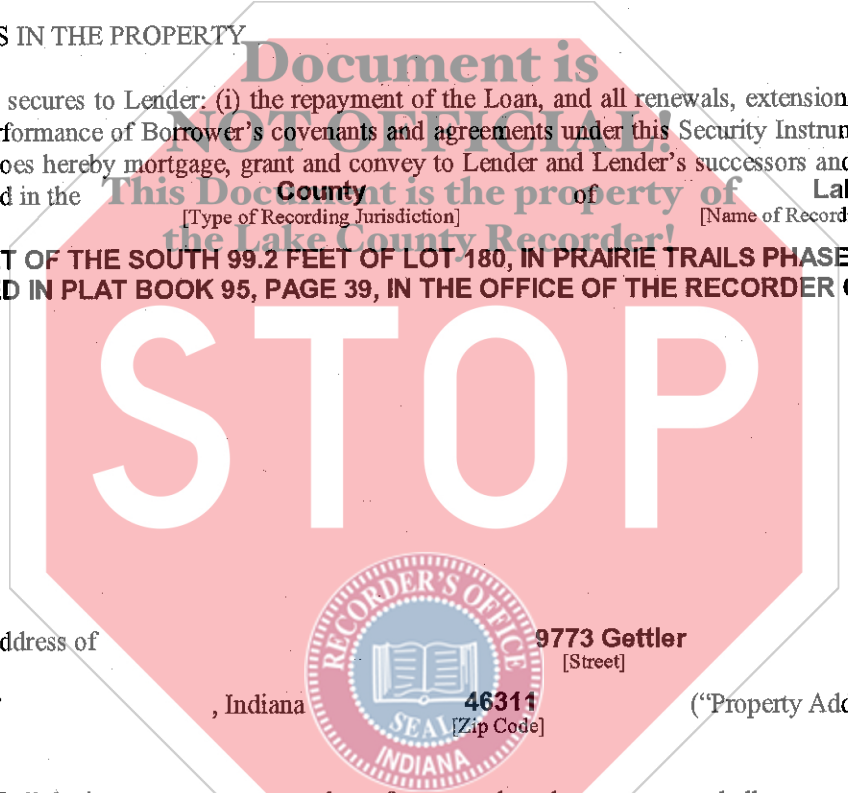 S IN THE PROPERTY
Document is
secures to Lender: (i) the repayment of the Loan, and all renewals, extension
NOT OFFICIAL!
rformance of Borrower's covenants and agreements under this Security Instrum
oes hereby mortgage, grant and convey to Lender and Lender's successors and
d in the County of Lak
This Document is the property of
[Type of Recording Jurisdiction] [Name of Record
the Lake County Recorder!
T OF THE SOUTH 99.2 FEET OF LOT 180, IN PRAIRIE TRAILS PHASE
ED IN PLAT BOOK 95, PAGE 39, IN THE OFFICE OF THE RECORDER
STOP
RECORDER'S OFFICE
ddress of 9773 Gettler
[Street]
, Indiana 46311 ("Property Add
SEAL
[Zip Code]
INDIANA